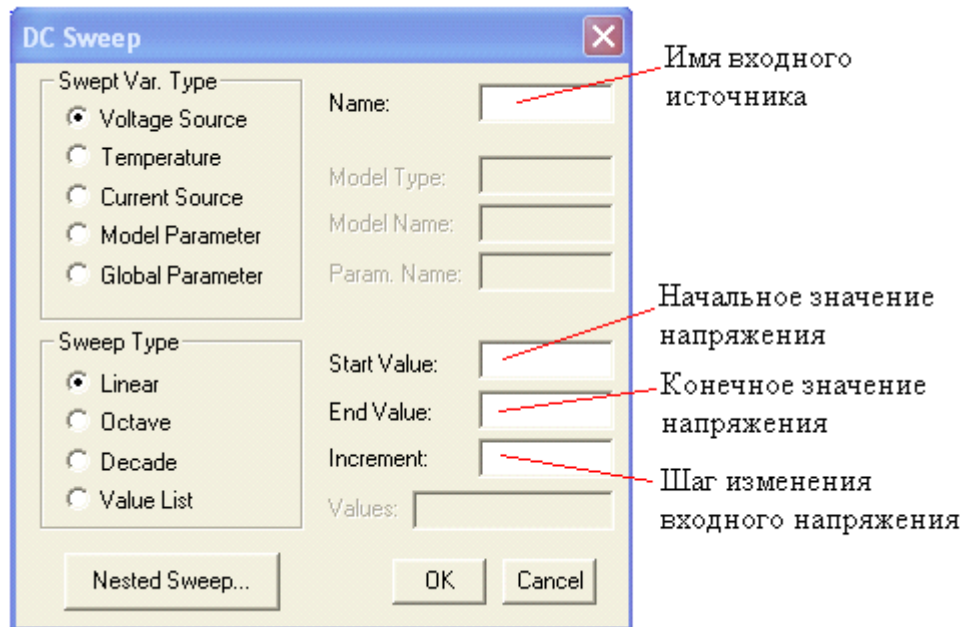 DC Sweep
Swept Var. Type
Voltage Source
Temperature
Current Source
Model Parameter
Global Parameter
Name:
Model Type:
Model Name:
Param. Name:
Sweep Type
Linear
Octave
Decade
Value List
Start Value:
End Value:
Increment:
Values:
Nested Sweep...
OK
Cancel
Имя входного
источника
Начальное значение
напряжения
Конечное значение
напряжения
Шаг изменения
входного напряжения